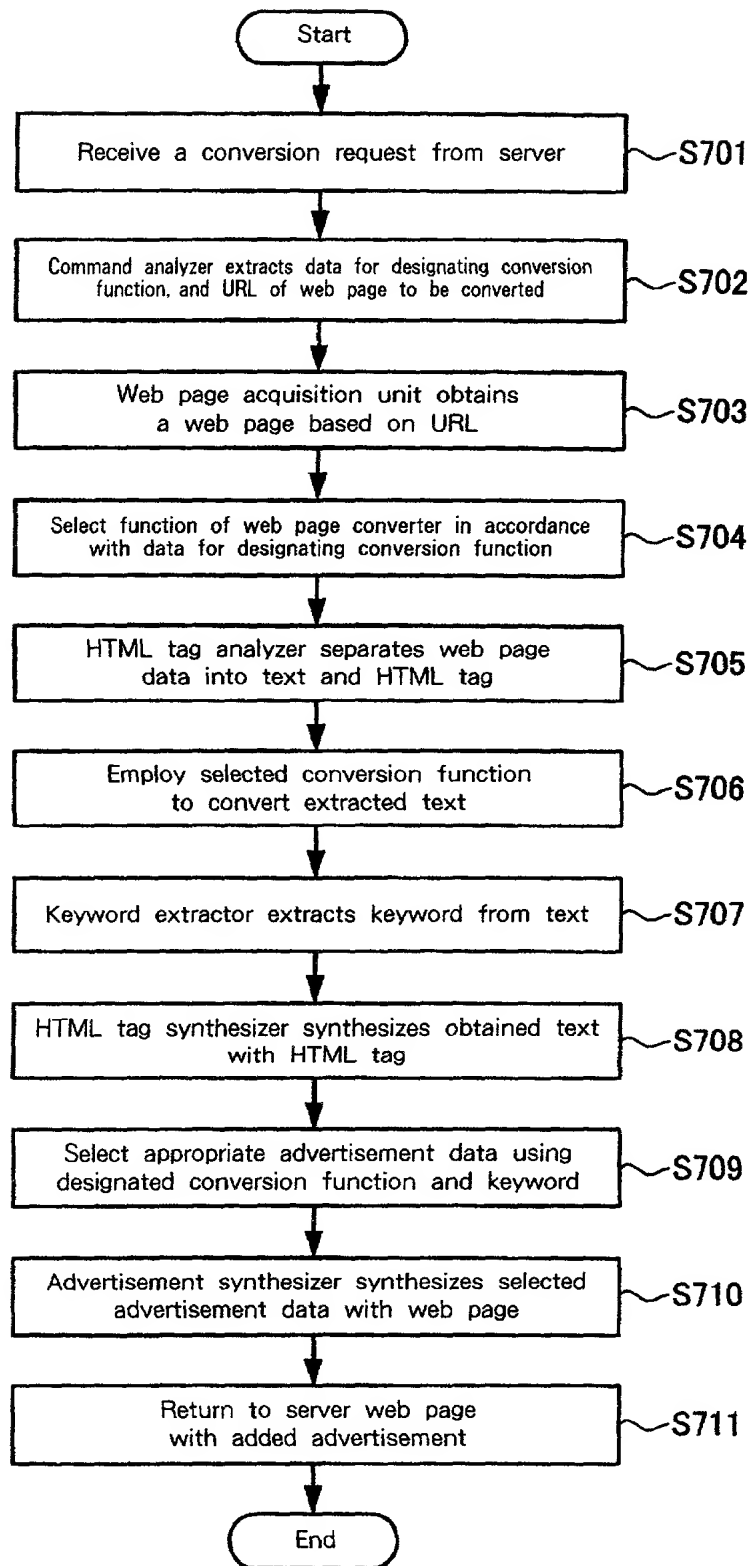 Start
Receive a conversion request from server
S701
Command analyzer extracts data for designating conversion
function, and URL of web page to be converted
S702
Web page acquisition unit obtains
a web page based on URL
S703
Select function of web page converter in accordance
with data for designating conversion function
S704
HTML tag analyzer separates web page
data into text and HTML tag
S705
Employ selected conversion function
to convert extracted text
S706
Keyword extractor extracts keyword from text
S707
HTML tag synthesizer synthesizes obtained text
with HTML tag
S708
Select appropriate advertisement data using
designated conversion function and keyword
S709
Advertisement synthesizer synthesizes selected
advertisement data with web page
S710
Return to server web page
with added advertisement
S711
End